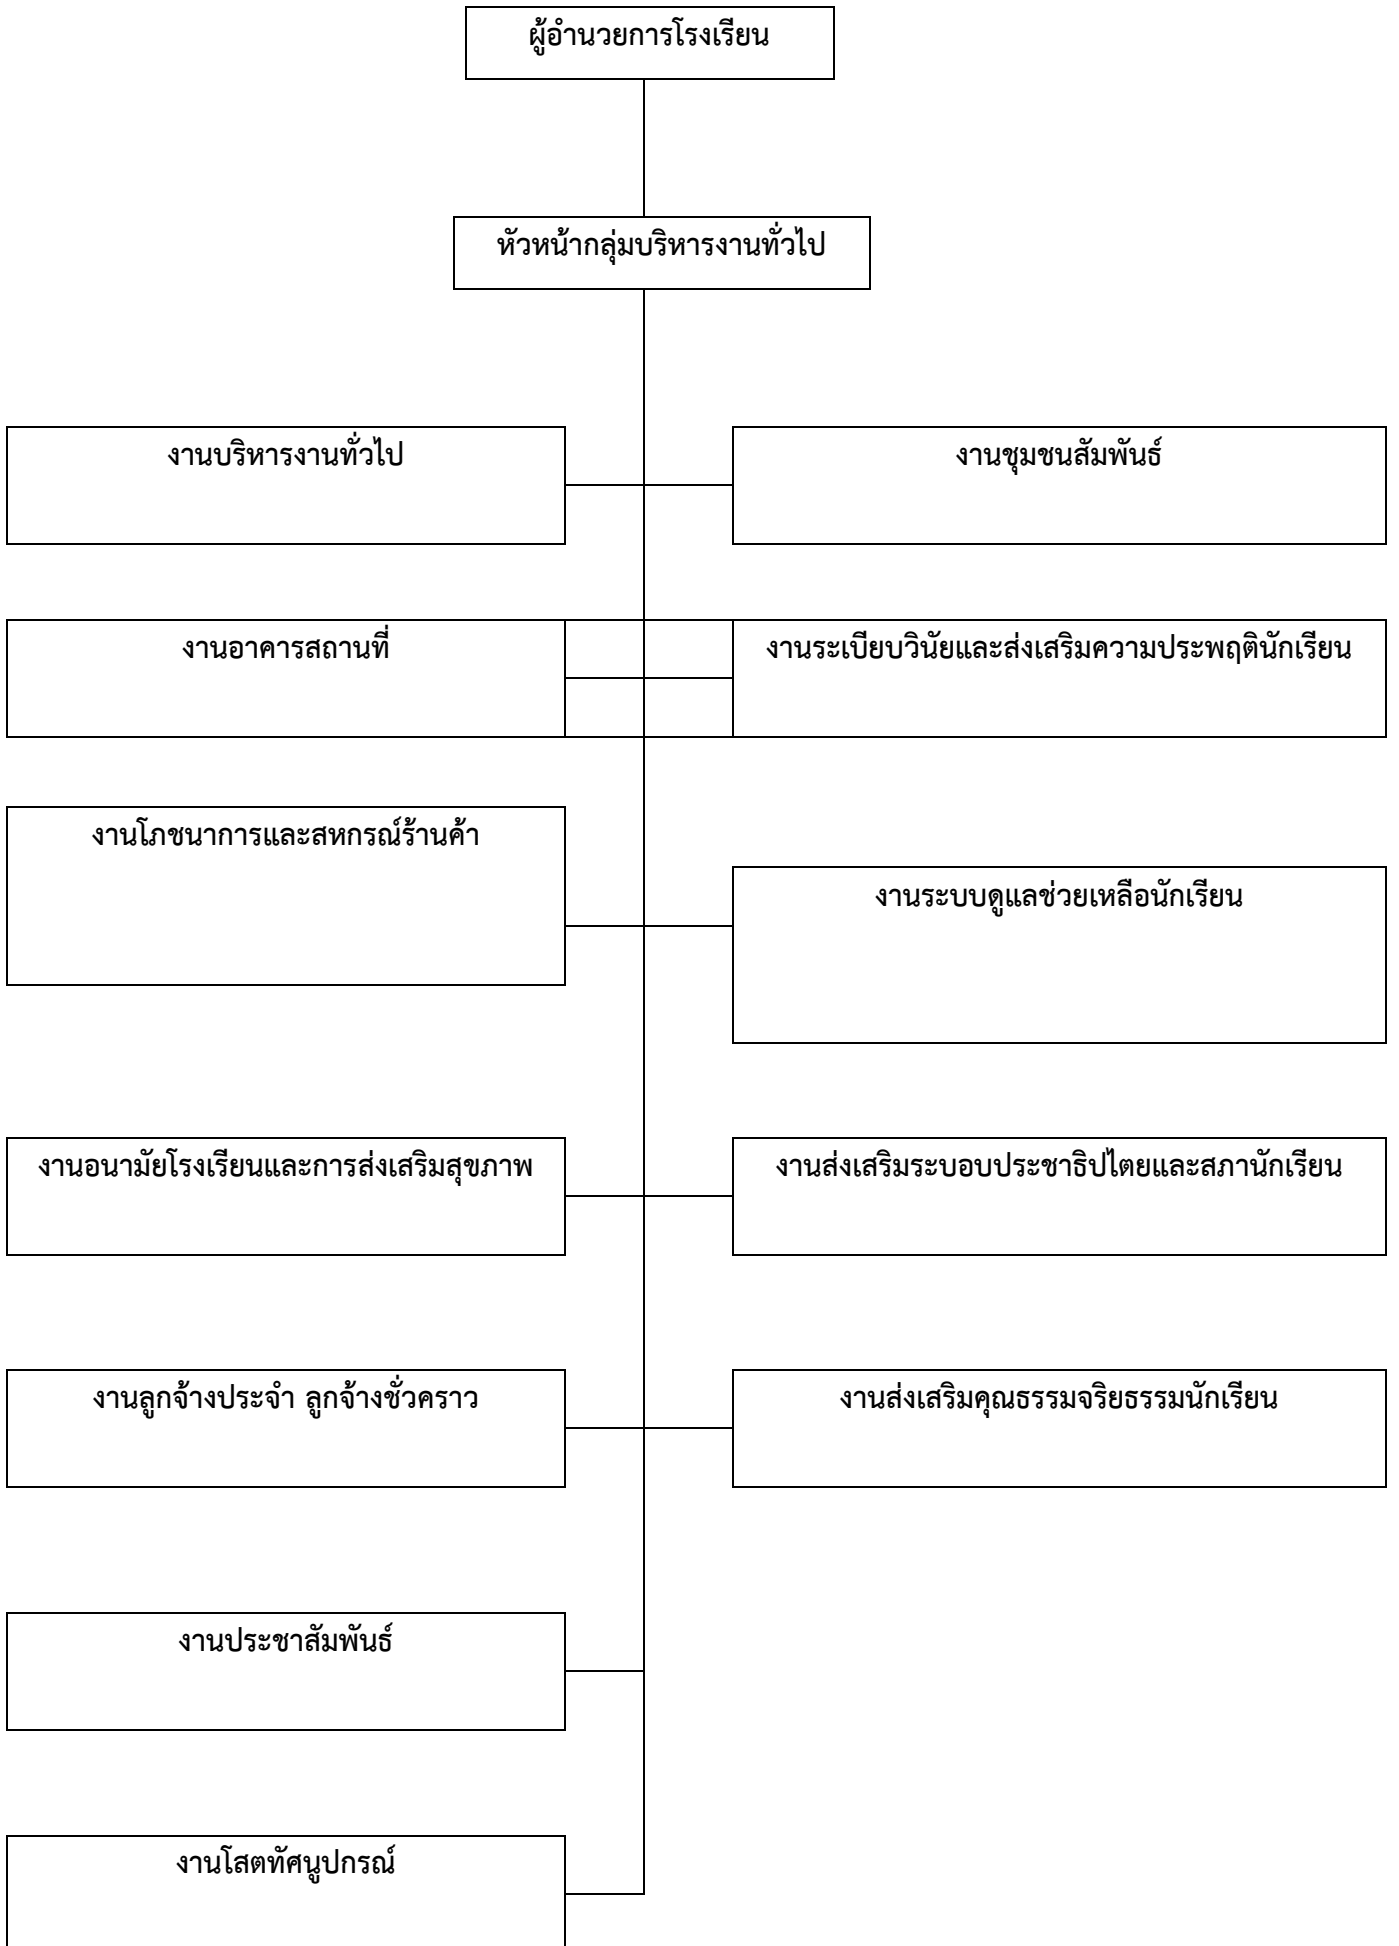 ผู้อำนวยการโรงเรียน
หัวหน้ากลุ่มบริหารงานทั่วไป
งานบริหารงานทั่วไป
งานชุมชนสัมพันธ์
งานอาคารสถานที่
งานระเบียบวินัยและส่งเสริมความประพฤตินักเรียน
งานโภชนาการและสหกรณ์ร้านค้า
งานระบบดูแลช่วยเหลือนักเรียน
งานอนามัยโรงเรียนและการส่งเสริมสุขภาพ
งานส่งเสริมระบอบประชาธิปไตยและสภานักเรียน
งานลูกจ้างประจำ ลูกจ้างชั่วคราว
งานส่งเสริมคุณธรรมจริยธรรมนักเรียน
งานประชาสัมพันธ์
งานโสตทัศนูปกรณ์